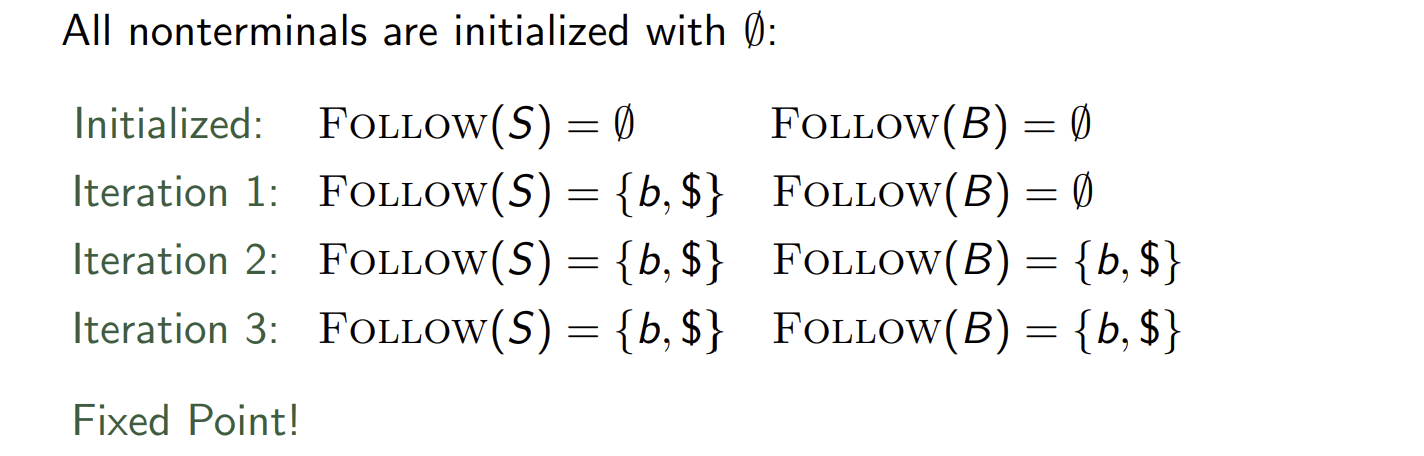 All nonterminals are initialized with ∅:
Initialized: FOLLOW(S) = ∅ FOLLOW(B) = ∅
Iteration 1: FOLLOW(S) = {b, $} FOLLOW(B) = ∅
Iteration 2: FOLLOW(S) = {b, $} FOLLOW(B) = {b, $}
Iteration 3: FOLLOW(S) = {b, $} FOLLOW(B) = {b, $}
Fixed Point!